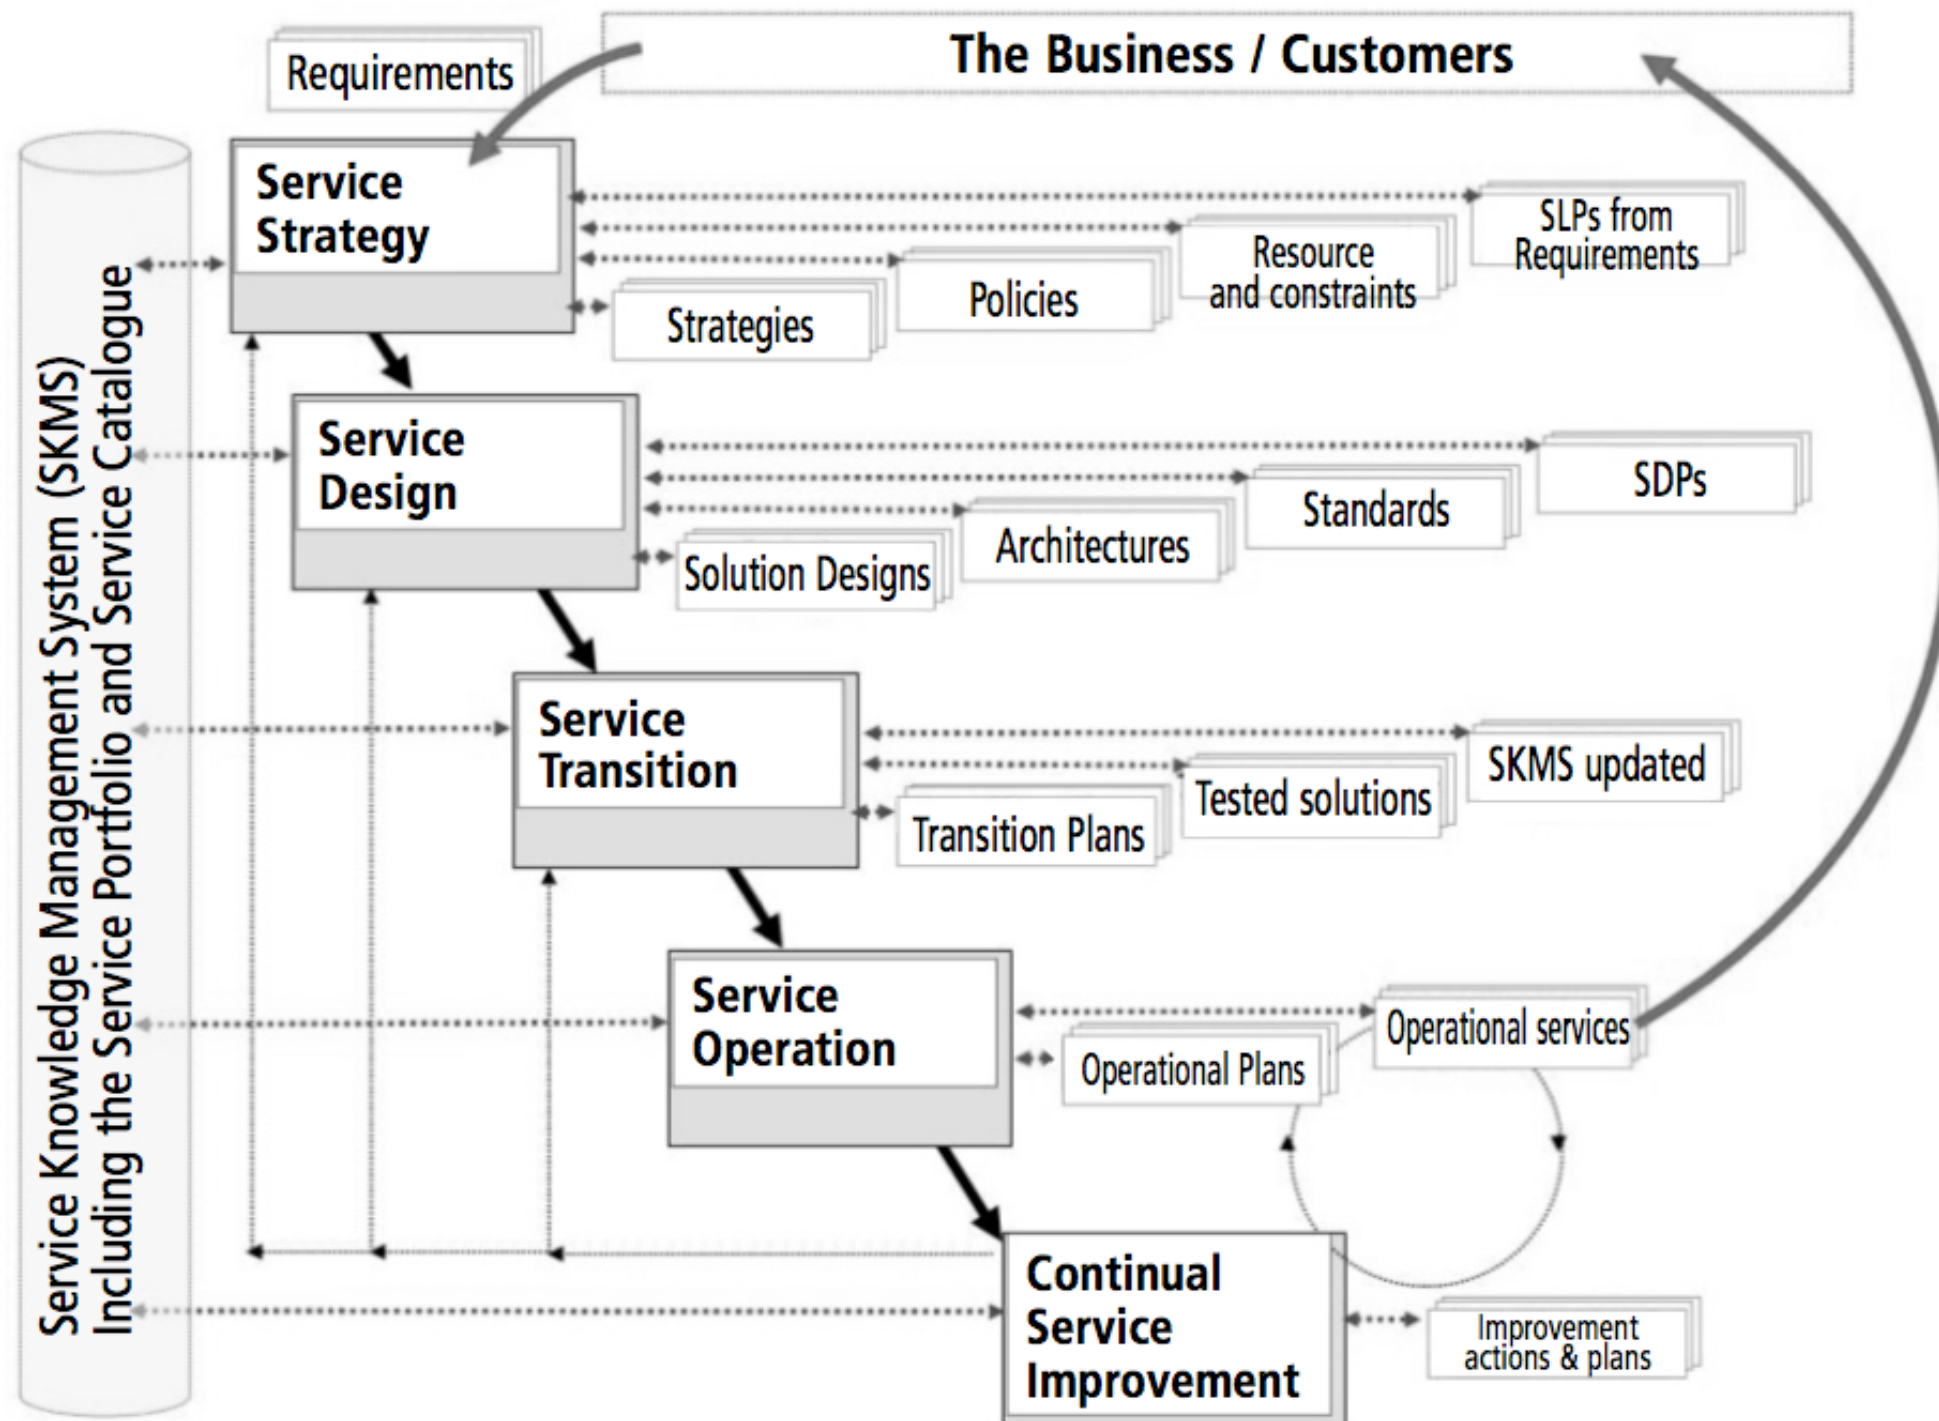 Requirements
The Business / Customers
Service
Strategy
SLPs from
Requirements
Resource
and constraints
Policies
Strategies
Service
Design
SDPs
Standards
Architectures
Solution Designs
Service
Transition
SKMS updated
Tested solutions
Transition Plans
Service
Operation
Operational services
Operational Plans
Continual
Service
Improvement
Improvement
actions & plans
Service Knowledge Management System (SKMS)
Including the Service Portfolio and Service Catalogue